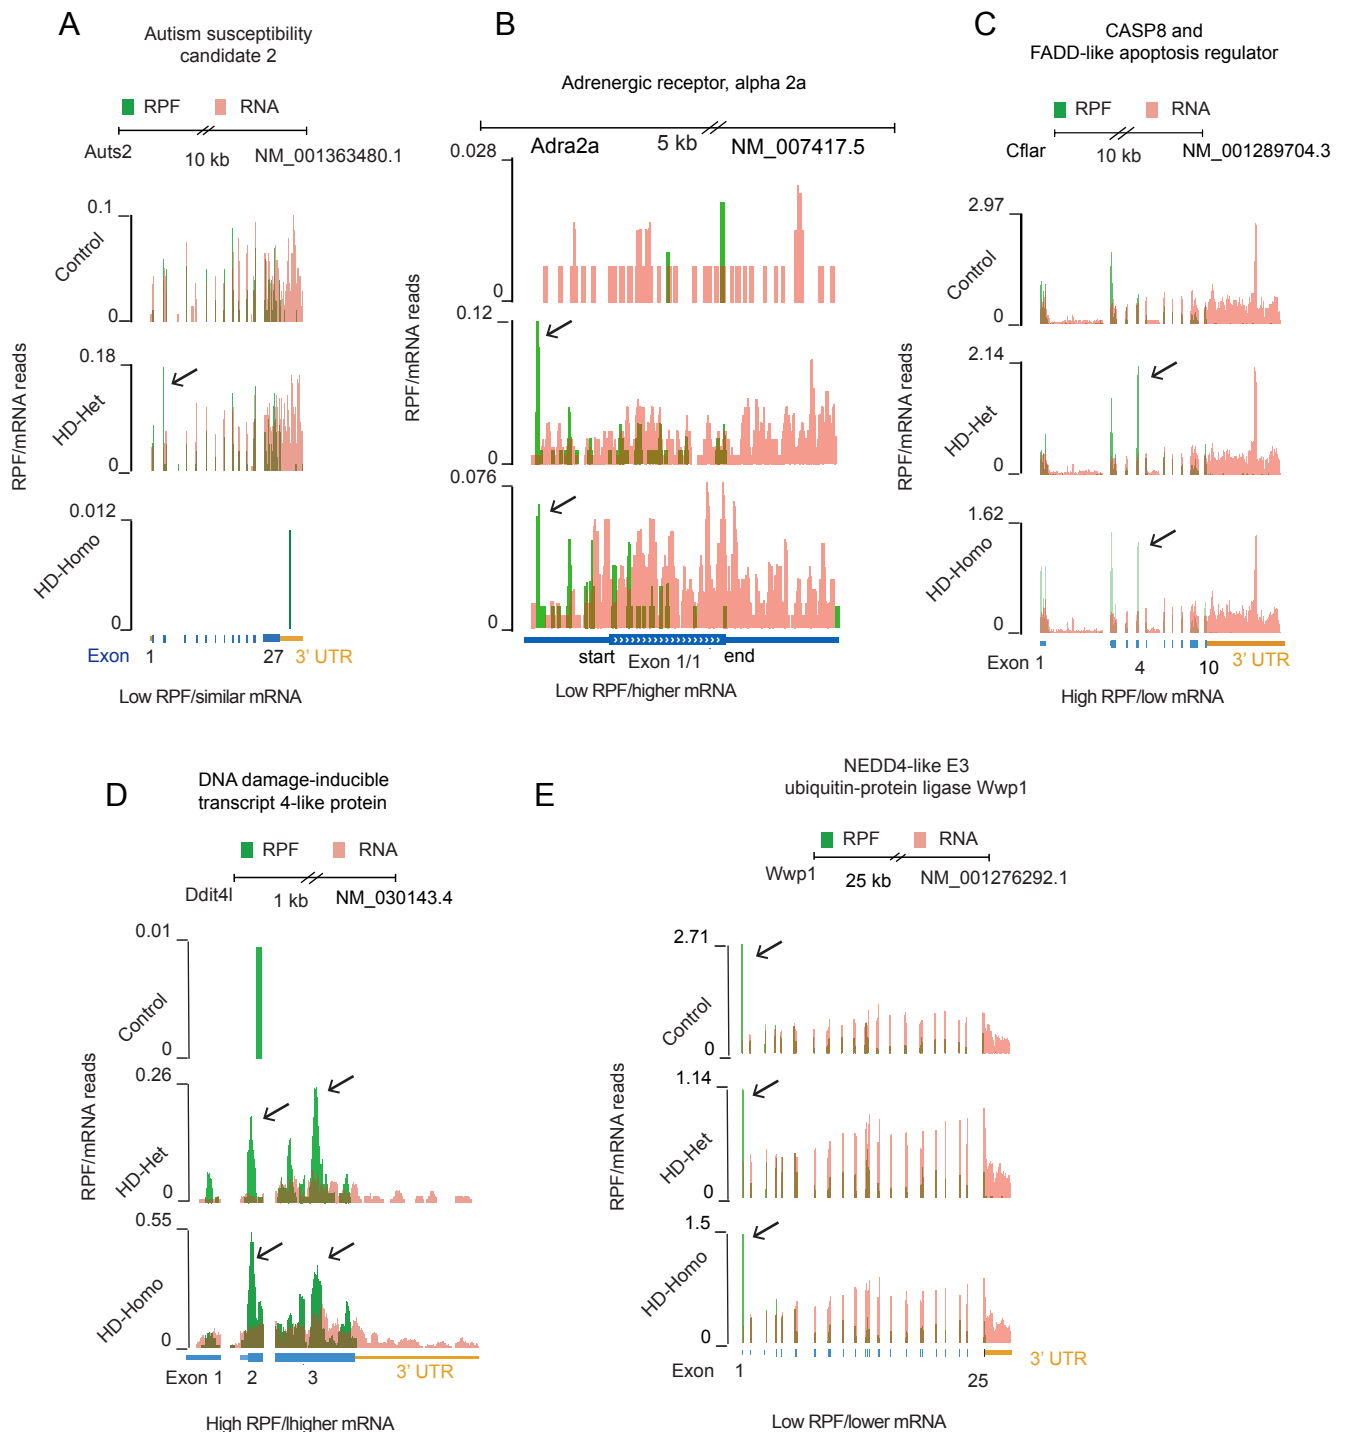 A
Autism susceptibility
candidate 2
RPF RNA
Auts2 10 kb NM_001363480.1
RPF/mRNA reads
0.1
Control
0
0.18
HD-Het
0
0.012
HD-Homo
0
Exon 1 27 3' UTR
Low RPF/similar mRNA
B
Adrenergic receptor, alpha 2a
Adra2a 5 kb NM_007417.5
RPF/mRNA reads
0.028
0
0.12
0
0.076
0
start Exon 1/1 end
Low RPF/higher mRNA
C
CASP8 and
FADD-like apoptosis regulator
RPF RNA
Cflar 10 kb NM_001289704.3
RPF/mRNA reads
2.97
Control
0
2.14
HD-Het
0
1.62
HD-Homo
0
Exon 1 4 10 3' UTR
High RPF/low mRNA
D
DNA damage-inducible
transcript 4-like protein
RPF RNA
Ddit4l 1 kb NM_030143.4
RPF/mRNA reads
0.01
Control
0
0.26
HD-Het
0
0.55
HD-Homo
0
Exon 1 2 3 3' UTR
High RPF/lhigher mRNA
E
NEDD4-like E3
ubiquitin-protein ligase Wwp1
RPF RNA
Wwp1 25 kb NM_001276292.1
RPF/mRNA reads
2.71
Control
0
1.14
HD-Het
0
1.5
HD-Homo
0
Exon 1 25 3' UTR
Low RPF/lower mRNA